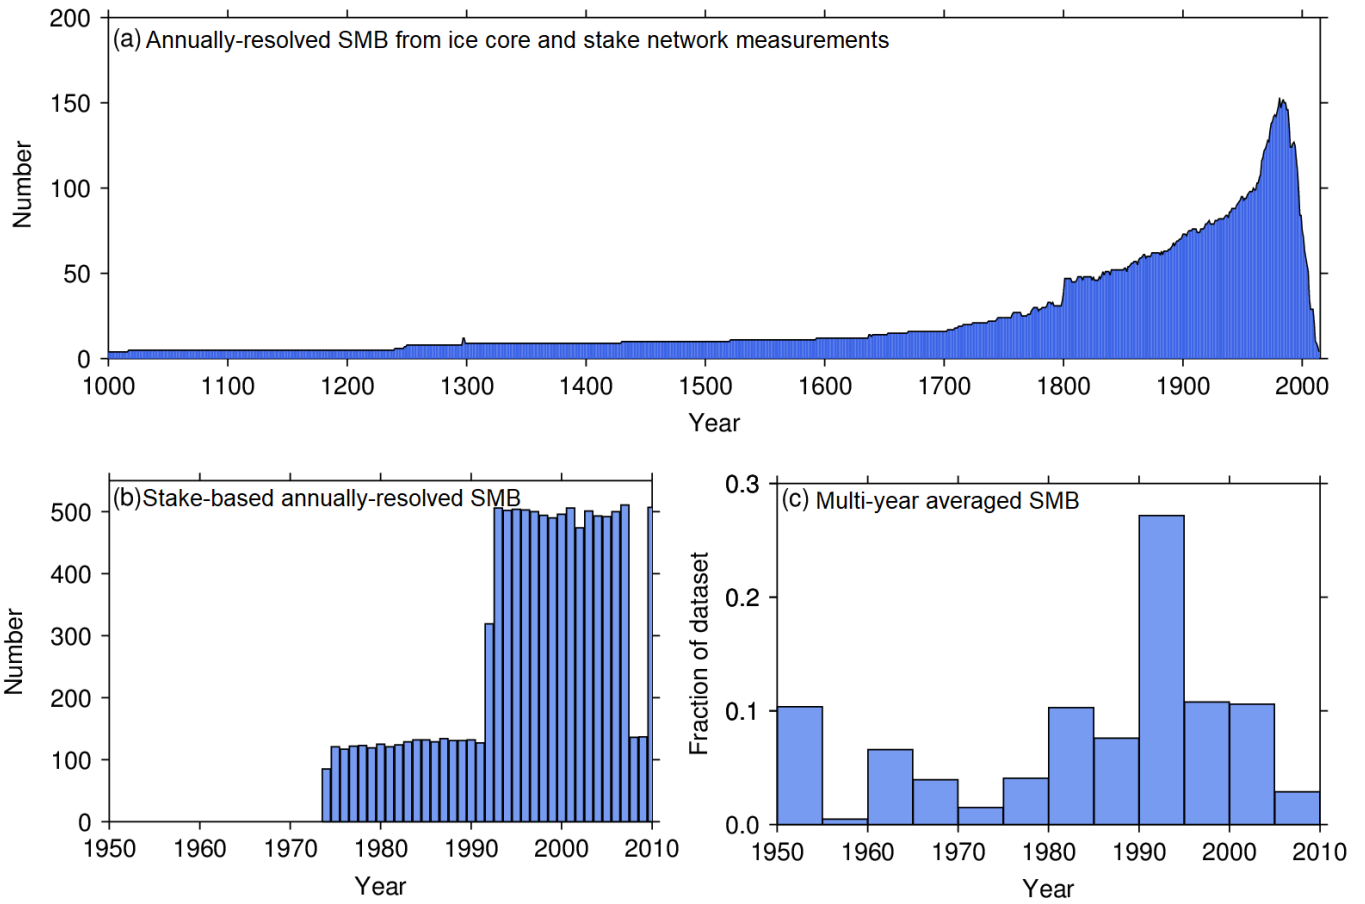 200
(a) Annually-resolved SMB from ice core and stake network measurements
150
100
50
0
Number
1000 1100 1200 1300 1400 1500 1600 1700 1800 1900 2000
Year
(b)Stake-based annually-resolved SMB
500
400
300
200
100
0
Number
1950 1960 1970 1980 1990 2000 2010
Year
0.3
(c) Multi-year averaged SMB
0.2
0.1
0.0
Fraction of dataset
1950 1960 1970 1980 1990 2000 2010
Year